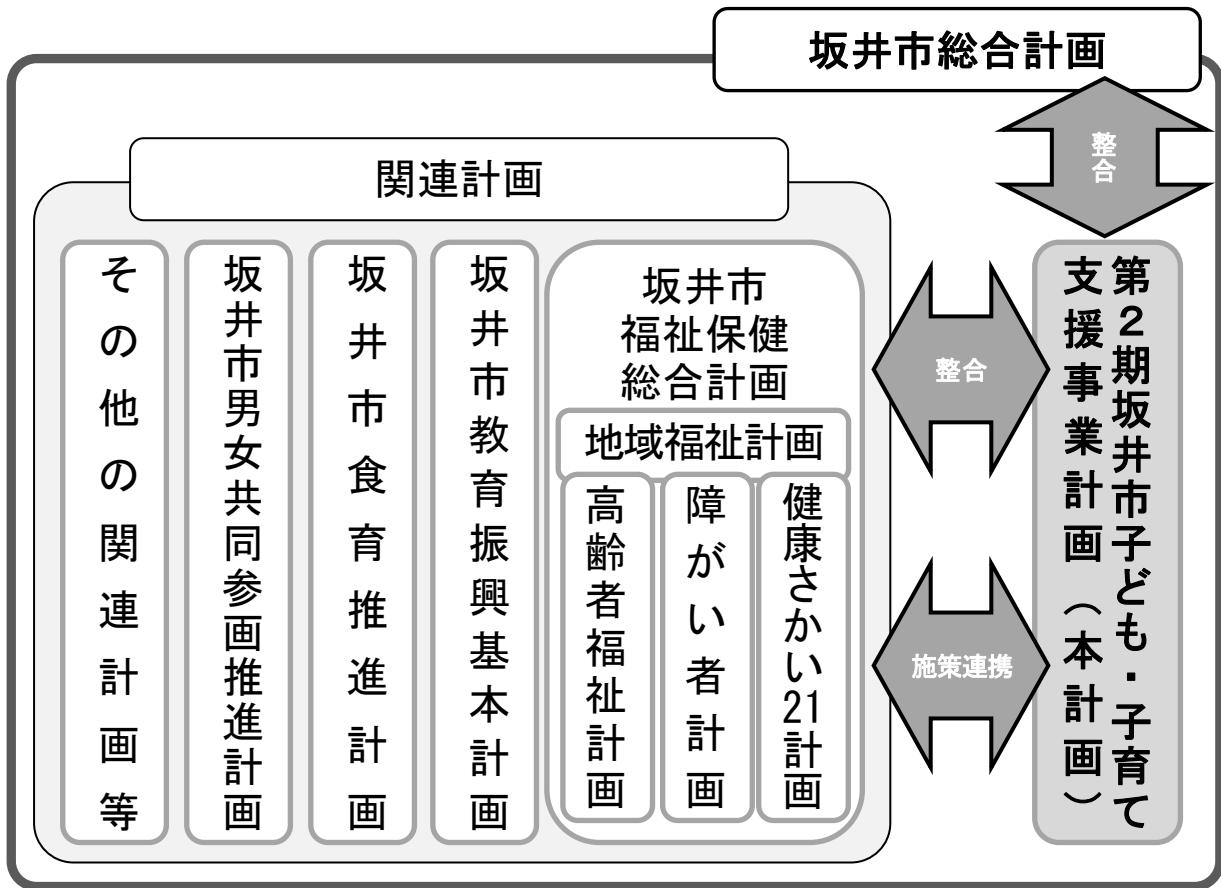 坂井市総合計画
整合
関連計画
第２期坂井市子ども・子育て
支援事業計画（本計画）
整合
施策連携
坂井市
福祉保健
総合計画
地域福祉計画
健康さかい21計画
障がい者計画
高齢者福祉計画
坂井市教育振興基本計画
坂井市食育推進計画
坂井市男女共同参画推進計画
その他の関連計画等